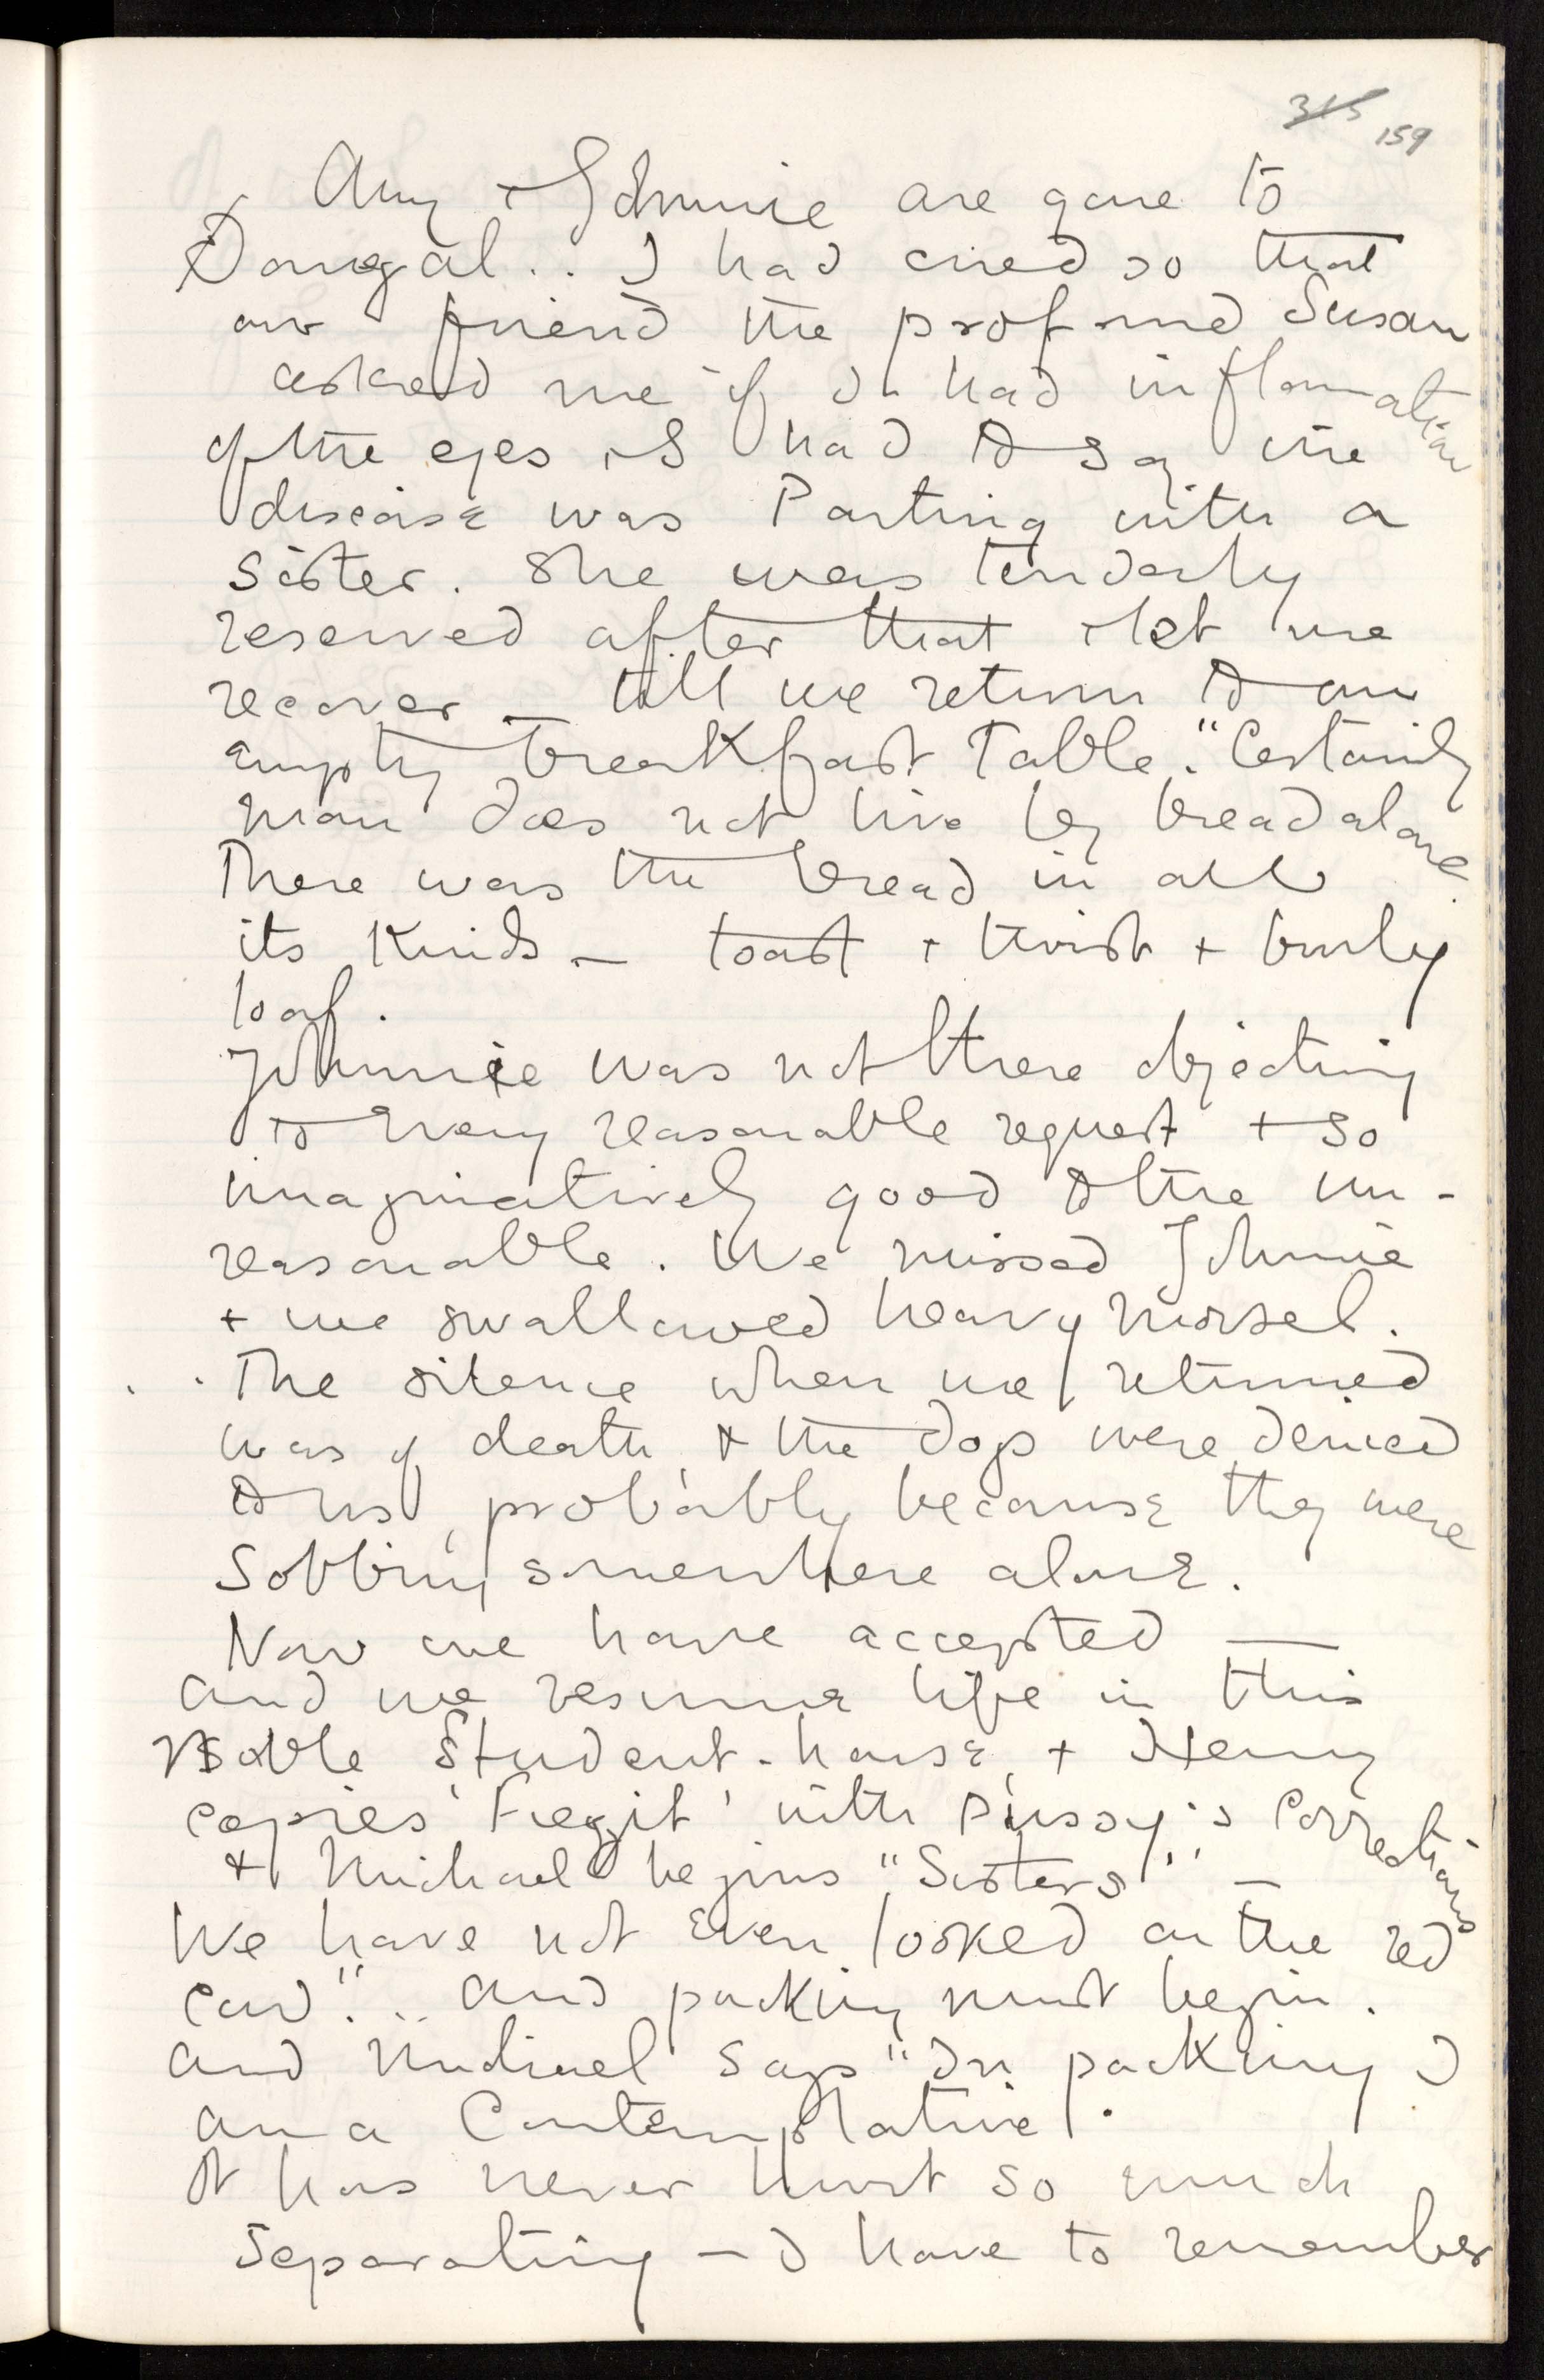 315 159
Amy + Johnnie are gone to
Donegal.. I had cried so that
our friend the profound Susan
asked me if I had inflammation
of the eyes + I had to say the
disease was Parting with a
sister. She was tenderly
reserved after that + let me
recover – till we return to an
empty breakfast Table. "Certainly
man does not live by bread alone.
There was the bread in all
its kinds – toast + twist + burly
loaf.
Johnnie was not there objecting
to every reasonable request + so
imaginatively good to the un-
reasonable. We missed Johnnie
+ we swallowed heavy morsel.
. . The silence when we returned
was of death, + the dogs were denied
to us, probably because they were
sobbing somewhere alone.
Now we have accepted —
and we resume life in this
noble Student-house, + Henry
copies 'Fregit' with Pussy's corrections
+ Michael begins "Sisters" –
We have not even looked on the red
cow".. and packing must begin.
And Michael says "In packing I
am a Contemplative".
It has never hurt so much
separating – I have to remember